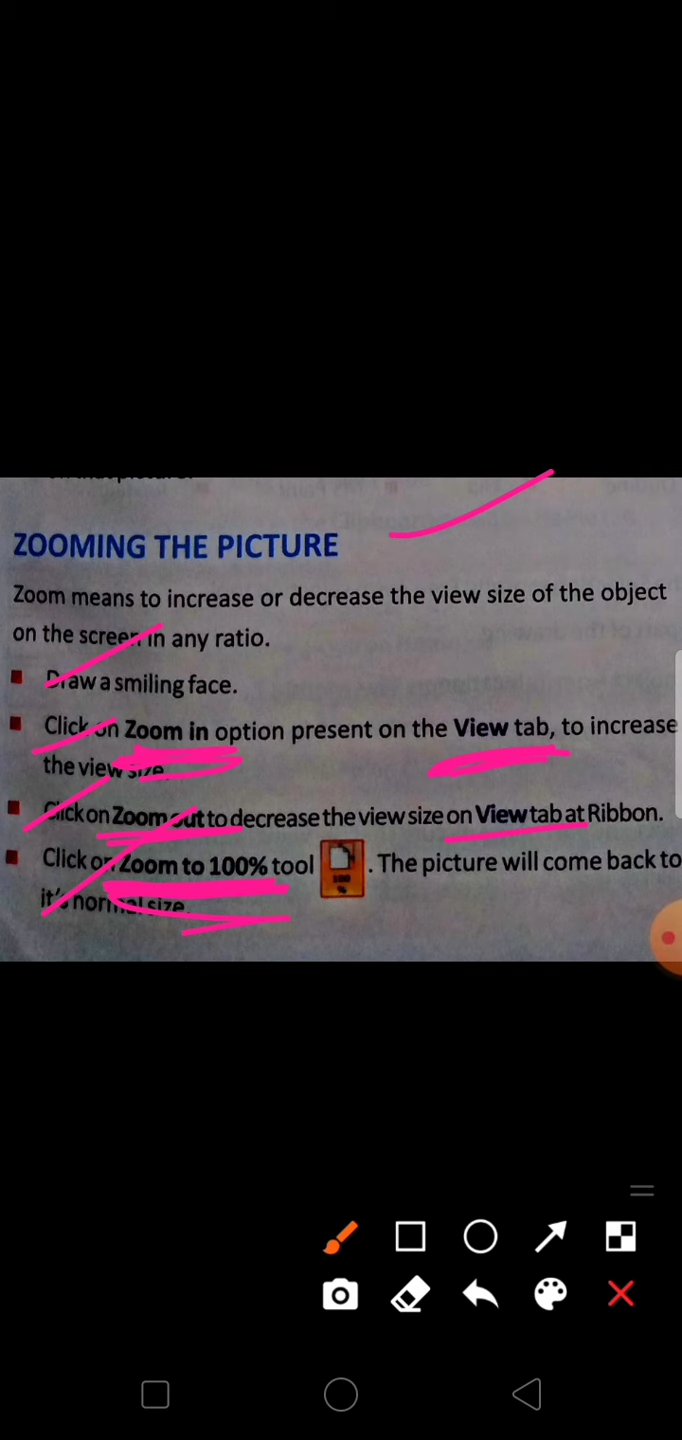 ZOOMING THE PICTURE
Zoom means to increase or decrease the view size of the object
on the screen in any ratio.
Draw a smiling face.
Click on Zoom in option present on the View tab, to increase
the view size.
Click on Zoom out to decrease the view size on View tab at Ribbon.
Click on Zoom to 100% tool 100 % . The picture will come back to
it's normal size.